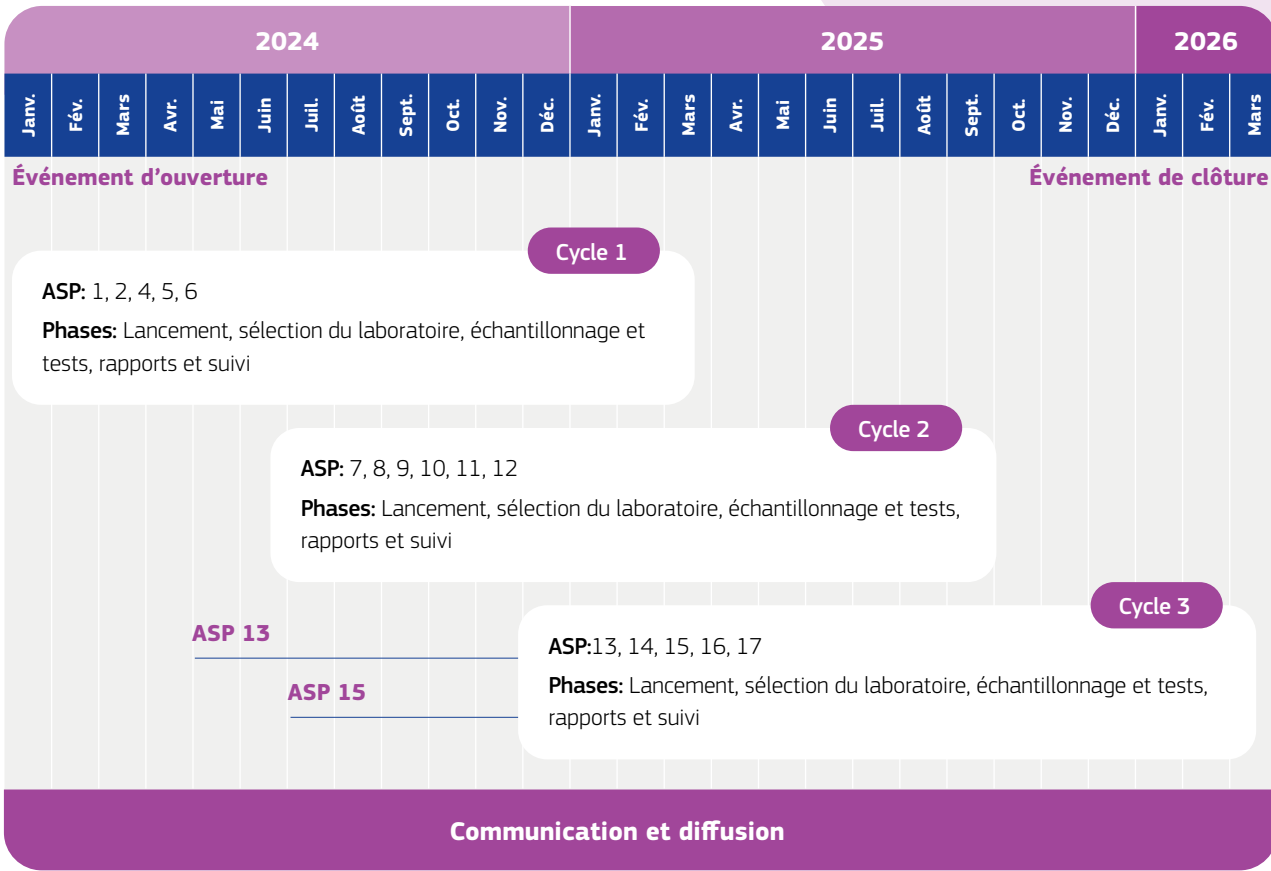 2024
2025
2026
Janv.
Fév.
Mars
Avr.
Mai
Juin
Juil.
Août
Sept.
Oct.
Nov.
Déc.
Janv.
Fév.
Mars
Avr.
Mai
Juin
Juil.
Août
Sept.
Oct.
Nov.
Déc.
Janv.
Fév.
Mars
Événement d’ouverture
Événement de clôture
Cycle 1
ASP: 1, 2, 4, 5, 6
Phases: Lancement, sélection du laboratoire, échantillonnage et
tests, rapports et suivi
Cycle 2
ASP: 7, 8, 9, 10, 11, 12
Phases: Lancement, sélection du laboratoire, échantillonnage et tests,
rapports et suivi
Cycle 3
ASP 13
ASP:13, 14, 15, 16, 17
Phases: Lancement, sélection du laboratoire, échantillonnage et tests,
rapports et suivi
ASP 15
Communication et diffusion